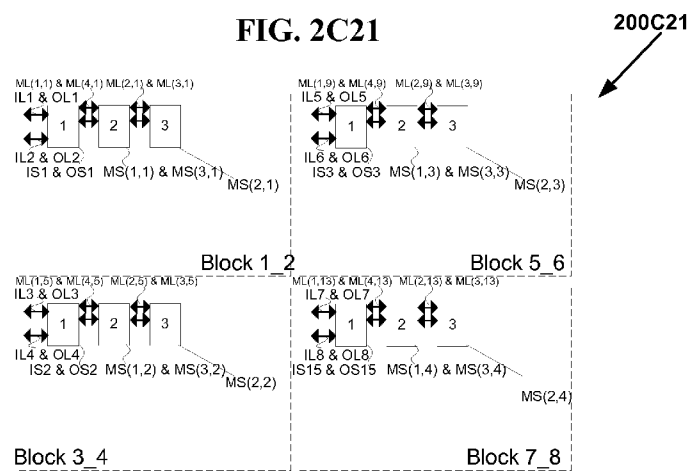 FIG. 2C21
200C21
ML(1,1) & ML(4,1) ML(2,1) & ML(3,1)
IL1 & OL1
1 2 3
IL2 & OL2
IS1 & OS1 MS(1,1) & MS(3,1)
MS(2,1)
Block 1_2
ML(1,9) & ML(4,9) ML(2,9) & ML(3,9)
IL5 & OL5
1 2 3
IL6 & OL6
IS3 & OS3 MS(1,3) & MS(3,3)
MS(2,3)
Block 5_6
ML(1,5) & ML(4,5) ML(2,5) & ML(3,5)
IL3 & OL3
1 2 3
IL4 & OL4
IS2 & OS2 MS(1,2) & MS(3,2)
MS(2,2)
Block 3_4
ML(1,13) & ML(4,13) ML(2,13) & ML(3,13)
IL7 & OL7
1 2 3
IL8 & OL8
IS15 & OS15 MS(1,4) & MS(3,4)
MS(2,4)
Block 7_8